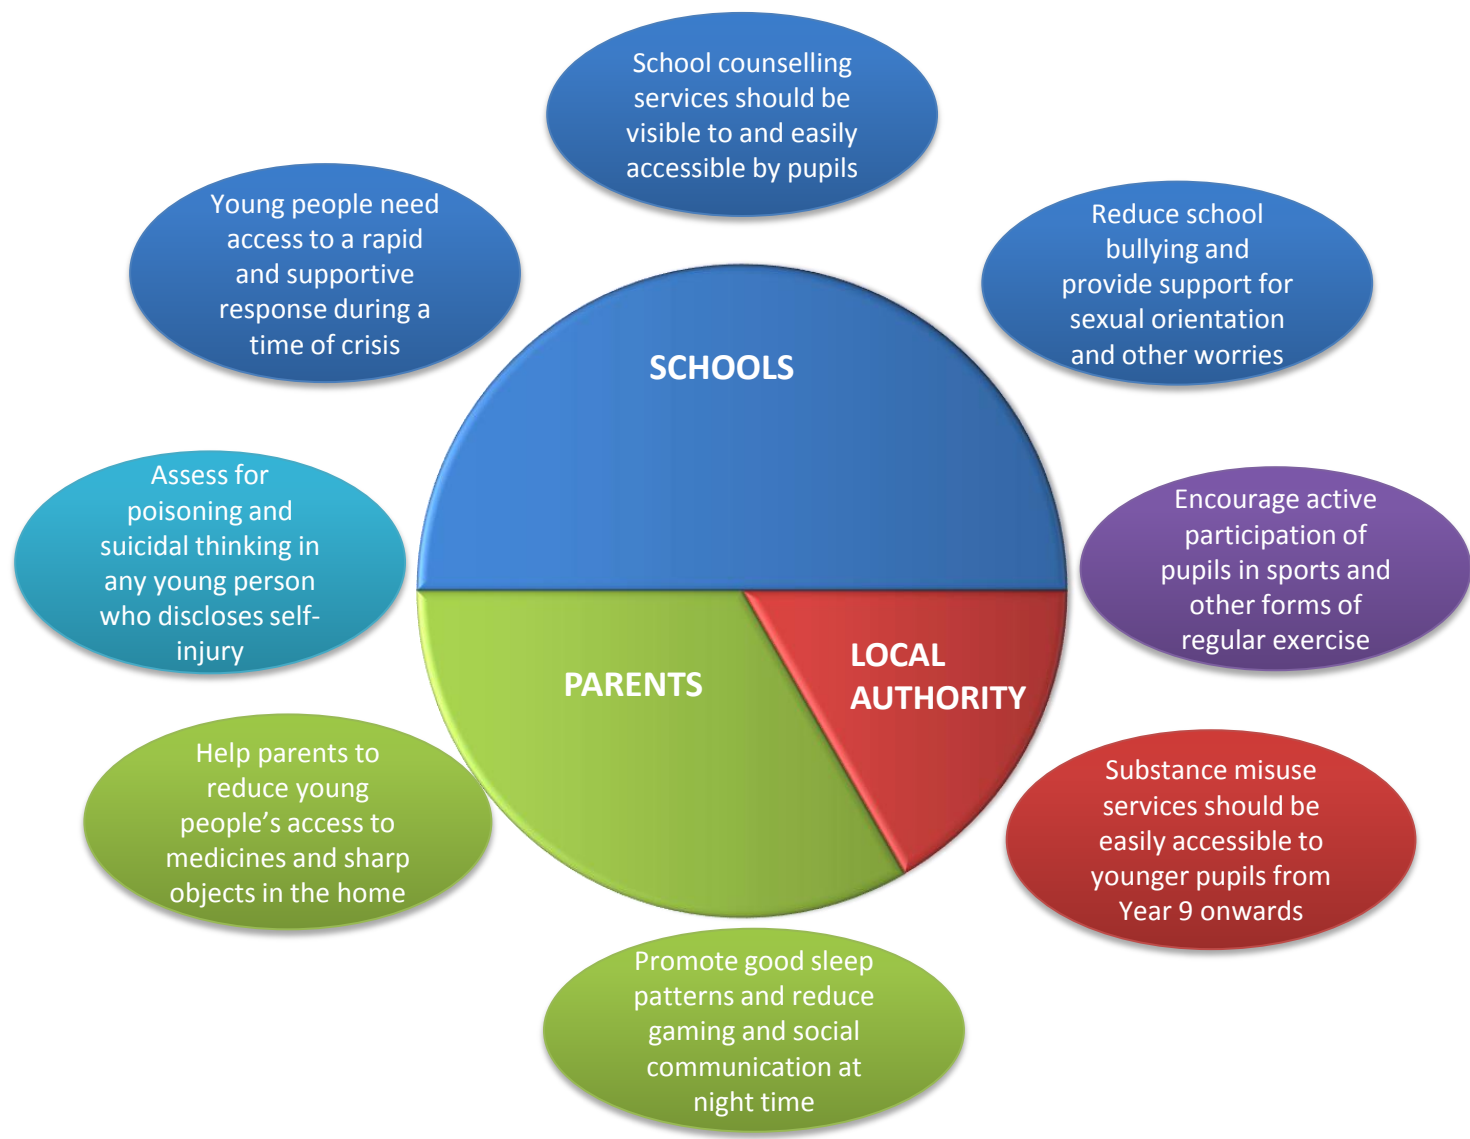 School counselling
services should be
visible to and easily
accessible by pupils
Young people need
access to a rapid
and supportive
response during a
time of crisis
Reduce school
bullying and
provide support for
sexual orientation
and other worries
SCHOOLS
Assess for
poisoning and
suicidal thinking in
any young person
who discloses self-
injury
Encourage active
participation of
pupils in sports and
other forms of
regular exercise
PARENTS
LOCAL
AUTHORITY
Help parents to
reduce young
people’s access to
medicines and sharp
objects in the home
Substance misuse
services should be
easily accessible to
younger pupils from
Year 9 onwards
Promote good sleep
patterns and reduce
gaming and social
communication at
night time